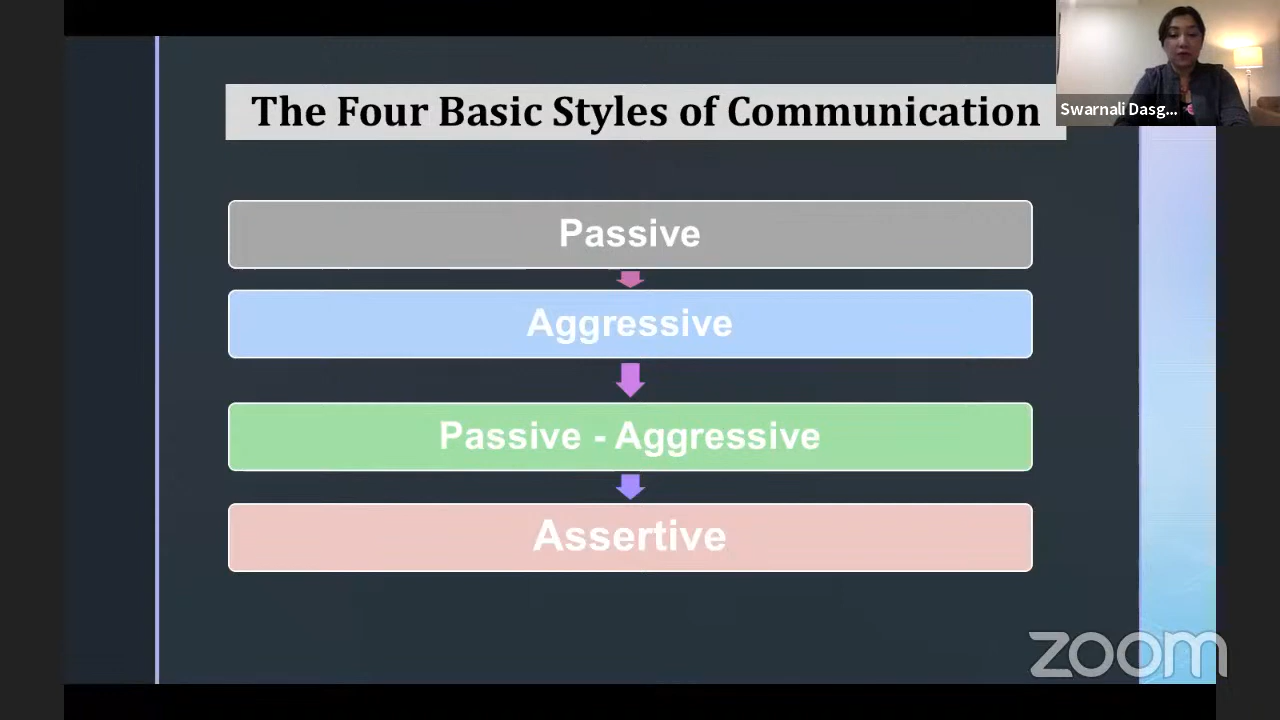 The Four Basic Styles of Communication
Swarnali Dasg...
Passive
Aggressive
Passive - Aggressive
Assertive
zoom